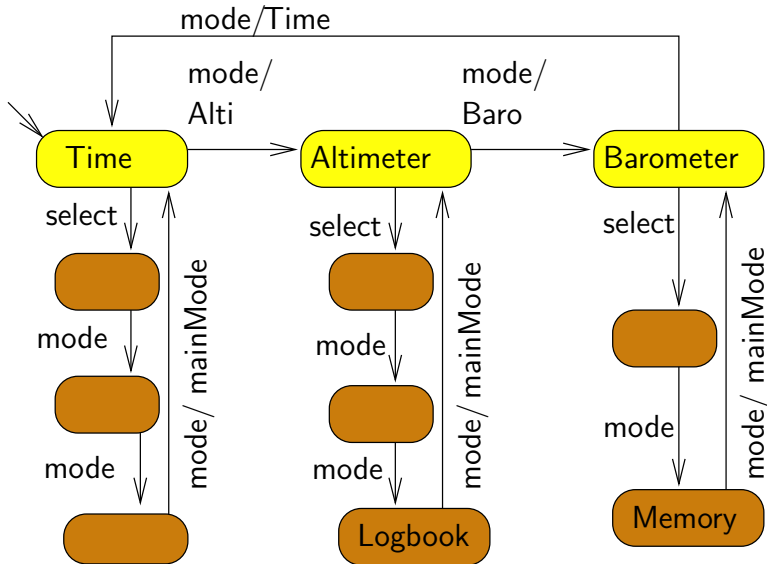 mode/Time
mode/
Alti
mode/
Baro
Time
Altimeter
Barometer
select
select
select
mode
mode
mode
mode
mode
mode/ mainMode
mode/ mainMode
mode/ mainMode
Logbook
Memory